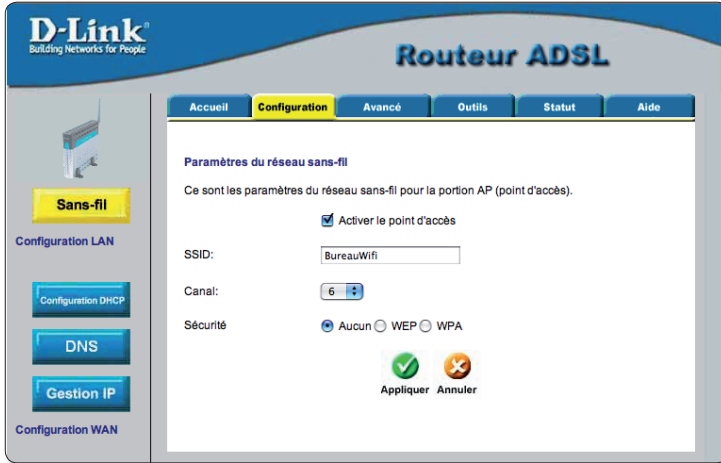 D-Link®
Building Networks for People
Routeur ADSL
Accueil Configuration Avancé Outils Statut Aide
Sans-fil
Configuration LAN
Configuration DHCP
DNS
Gestion IP
Configuration WAN
Paramètres du réseau sans-fil
Ce sont les paramètres du réseau sans-fil pour la portion AP (point d'accès).
Activer le point d'accès
SSID: BureauWifi
Canal: 6
Sécurité Aucun WEP WPA
Appliquer Annuler